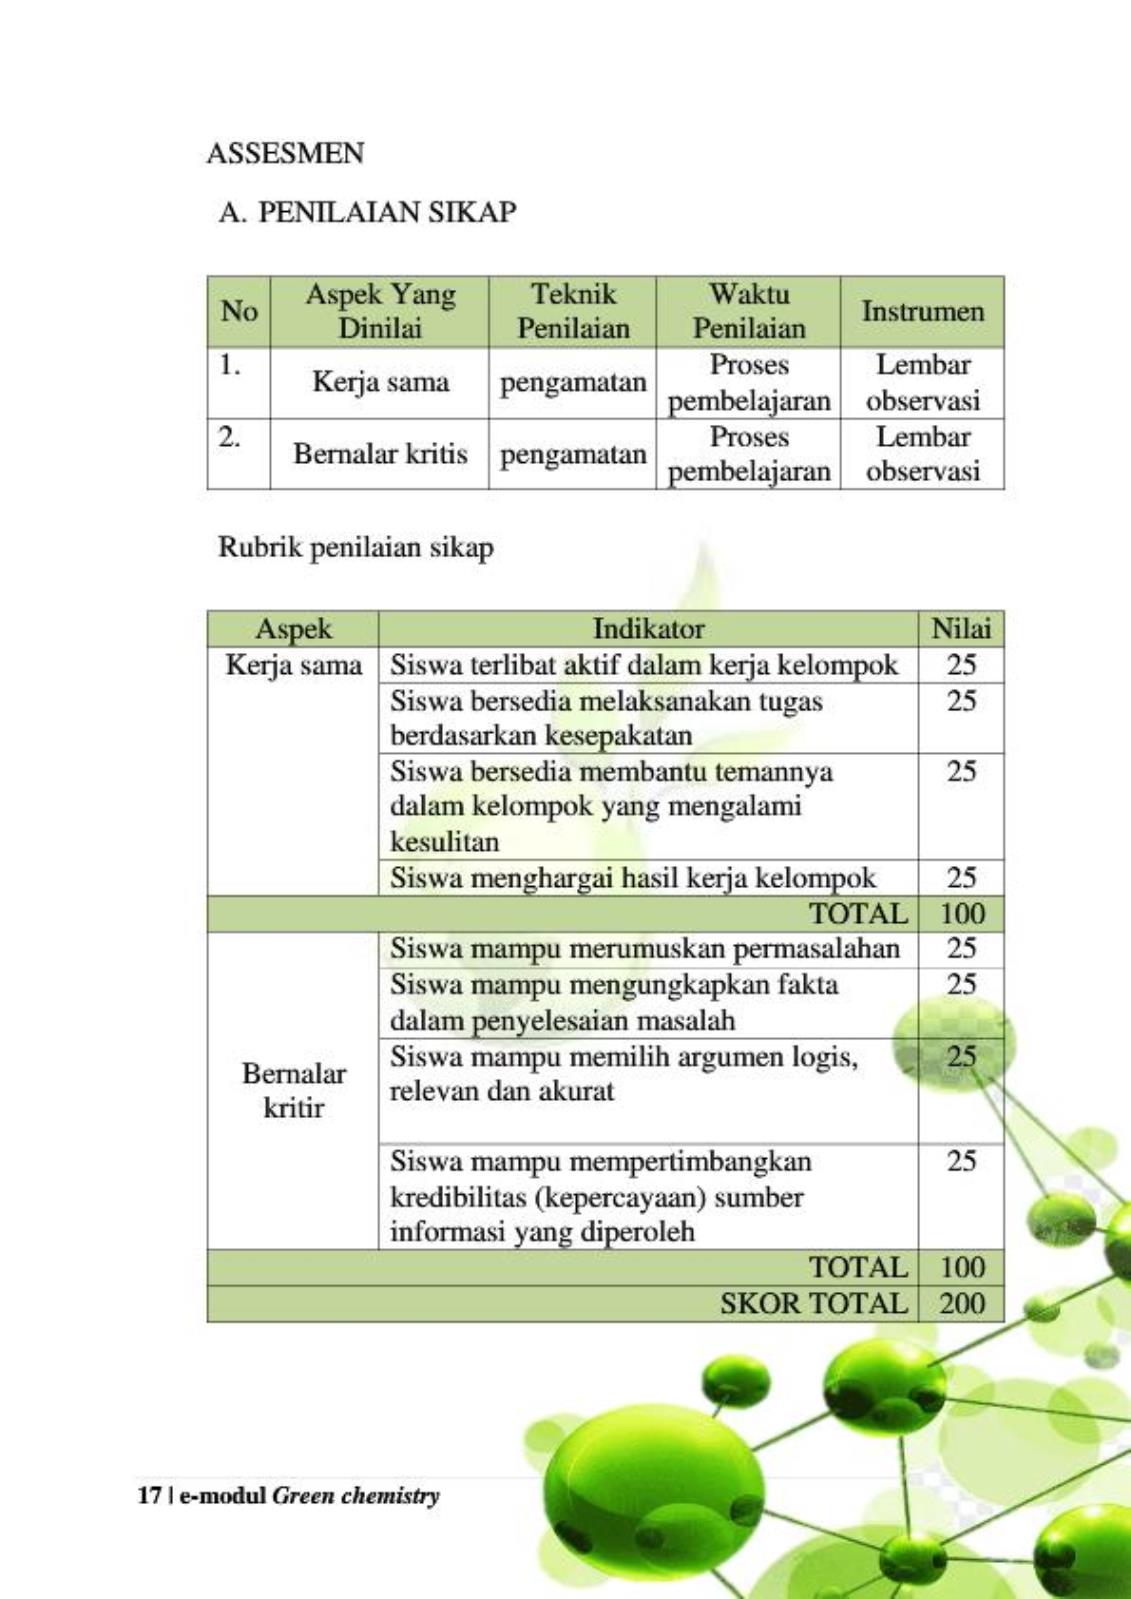 ASSESMEN
A. PENILAIAN SIKAP
No
Aspek Yang
Dinilai
Teknik
Penilaian
Waktu
Penilaian
Instrumen
1.
Kerja sama
pengamatan
Proses
pembelajaran
Lembar
observasi
2.
Bernalar kritis
pengamatan
Proses
pembelajaran
Lembar
observasi
Rubrik penilaian sikap
Aspek
Indikator
Nilai
Kerja sama
Siswa terlibat aktif dalam kerja kelompok
25
Siswa bersedia melaksanakan tugas
berdasarkan kesepakatan
25
Siswa bersedia membantu temannya
dalam kelompok yang mengalami
kesulitan
25
Siswa menghargai hasil kerja kelompok
25
TOTAL
100
Bernalar
kritir
Siswa mampu merumuskan permasalahan
25
Siswa mampu mengungkapkan fakta
dalam penyelesaian masalah
25
Siswa mampu memilih argumen logis,
relevan dan akurat
25
Siswa mampu mempertimbangkan
kredibilitas (kepercayaan) sumber
informasi yang diperoleh
25
TOTAL
100
SKOR TOTAL
200
17 | e-modul Green chemistry